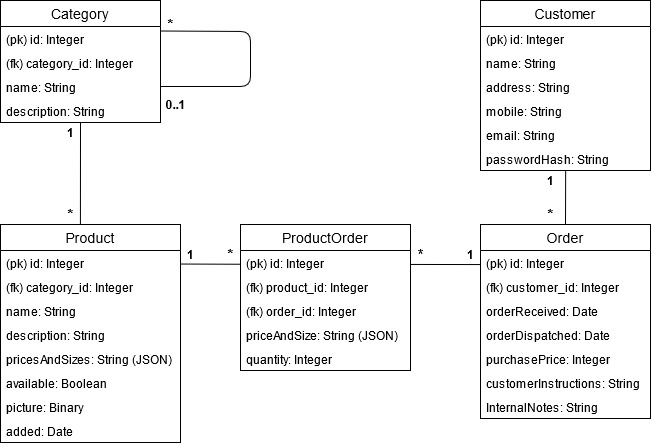 Category
(pk) id: Integer
(fk) category_id: Integer
name: String
description: String
*
0..1
1
*
Customer
(pk) id: Integer
name: String
address: String
mobile: String
email: String
passwordHash: String
1
*
Product
(pk) id: Integer
(fk) category_id: Integer
name: String
description: String
pricesAndSizes: String (JSON)
available: Boolean
picture: Binary
added: Date
1
*
ProductOrder
(pk) id: Integer
(fk) product_id: Integer
(fk) order_id: Integer
priceAndSize: String (JSON)
quantity: Integer
*
1
Order
(pk) id: Integer
(fk) customer_id: Integer
orderReceived: Date
orderDispatched: Date
purchasePrice: Integer
customerInstructions: String
InternalNotes: String